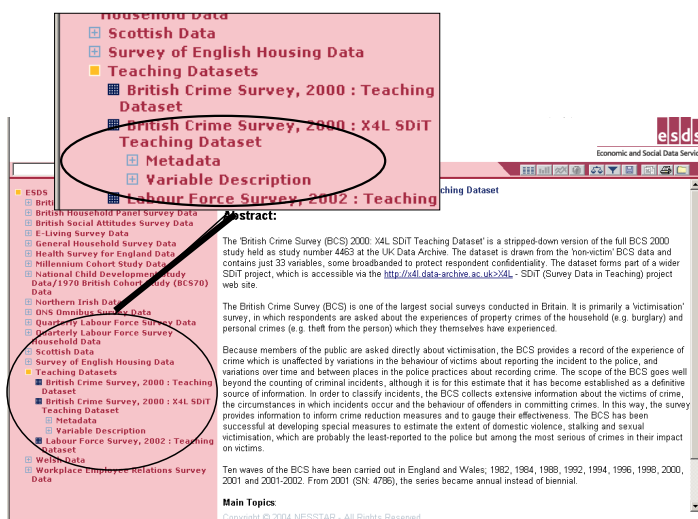 Household Data
Scottish Data
Survey of English Housing Data
Teaching Datasets
British Crime Survey, 2000 : Teaching
Dataset
British Crime Survey, 2000 : X4L SDiT
Teaching Dataset
Metadata
Variable Description
Labour Force Survey, 2002 : Teaching
esds
Economic and Social Data Servic
ESDS
Briti
British Household Panel Survey Data
British Social Attitudes Survey Data
E-Living Survey Data
General Household Survey Data
Health Survey for England Data
Millennium Cohort Study Data
National Child Development Study
Data/1970 British Cohort Study (BCS70)
Data
Northern Irish Data
ONS Omnibus Survey Data
Quarterly Labour Force Survey Data
Quarterly Labour Force Survey
Household Data
Scottish Data
Survey of English Housing Data
Teaching Datasets
British Crime Survey, 2000 : Teaching
Dataset
British Crime Survey, 2000 : X4L SDiT
Teaching Dataset
Metadata
Variable Description
Labour Force Survey, 2002 : Teaching
Dataset
Welsh Data
Workplace Employee Relations Survey
Data
ching Dataset
Abstract:
The 'British Crime Survey (BCS) 2000: X4L SDiT Teaching Dataset' is a stripped-down version of the full BCS 2000
study held as study number 4463 at the UK Data Archive. The dataset is drawn from the 'non-victim' BCS data and
contains just 33 variables, some broadbanded to protect respondent confidentiality. The dataset forms part of a wider
SDiT project, which is accessible via the http://x4l.data-archive.ac.uk>X4L - SDiT (Survey Data in Teaching) project
web site.
The British Crime Survey (BCS) is one of the largest social surveys conducted in Britain. It is primarily a 'victimisation'
survey, in which respondents are asked about the experiences of property crimes of the household (e.g. burglary) and
personal crimes (e.g. theft from the person) which they themselves have experienced.
Because members of the public are asked directly about victimisation, the BCS provides a record of the experience of
crime which is unaffected by variations in the behaviour of victims about reporting the incident to the police, and
variations over time and between places in the police practices about recording crime. The scope of the BCS goes well
beyond the counting of criminal incidents, although it is for this estimate that it has become established as a definitive
source of information. In order to classify incidents, the BCS collects extensive information about the victims of crime,
the circumstances in which incidents occur and the behaviour of offenders in committing crimes. In this way, the survey
provides information to inform crime reduction measures and to gauge their effectiveness. The BCS has been
successful at developing special measures to estimate the extent of domestic violence, stalking and sexual
victimisation, which are probably the least-reported to the police but among the most serious of crimes in their impact
on victims.
Ten waves of the BCS have been carried out in England and Wales; 1982, 1984, 1988, 1992, 1994, 1996, 1998, 2000,
2001 and 2001-2002. From 2001 (SN: 4786), the series became annual instead of biennial.
Main Topics:
Copyright © 2004 NESSTAR - All Rights Reserved